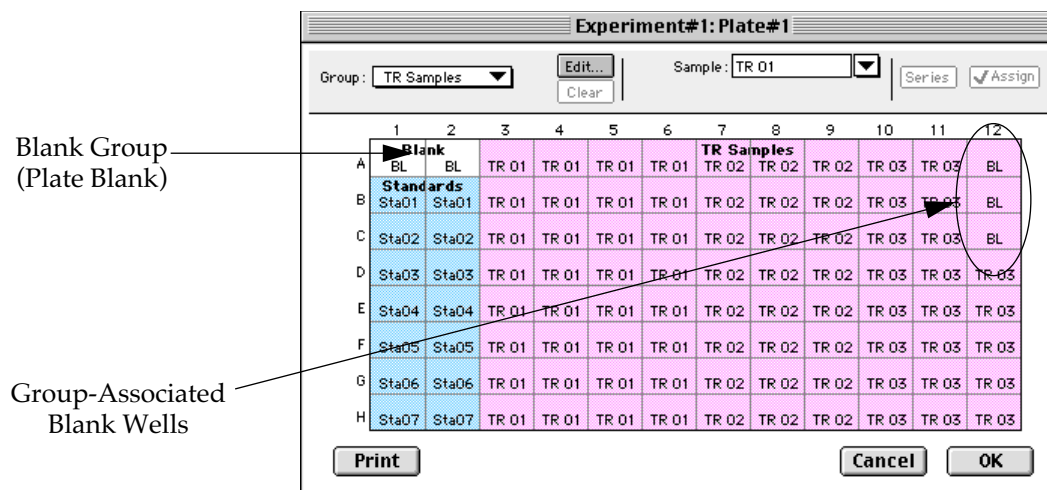 Experiment#1: Plate#1
Group: TR Samples Edit... Sample: TR 01 Series Assign
Clear
Blank Group
(Plate Blank)
Group-Associated
Blank Wells
1 2 3 4 5 6 7 8 9 10 11 12
Blank TR Samples
A BL BL TR 01 TR 01 TR 01 TR 01 TR 02 TR 02 TR 02 TR 03 TR 03 BL
Standards
B Sta01 Sta01 TR 01 TR 01 TR 01 TR 01 TR 02 TR 02 TR 02 TR 03 TR 03 BL
C Sta02 Sta02 TR 01 TR 01 TR 01 TR 01 TR 02 TR 02 TR 02 TR 03 TR 03 BL
D Sta03 Sta03 TR 01 TR 01 TR 01 TR 01 TR 02 TR 02 TR 02 TR 03 TR 03 TR 03
E Sta04 Sta04 TR 01 TR 01 TR 01 TR 01 TR 02 TR 02 TR 02 TR 03 TR 03 TR 03
F Sta05 Sta05 TR 01 TR 01 TR 01 TR 01 TR 02 TR 02 TR 02 TR 03 TR 03 TR 03
G Sta06 Sta06 TR 01 TR 01 TR 01 TR 01 TR 02 TR 02 TR 02 TR 03 TR 03 TR 03
H Sta07 Sta07 TR 01 TR 01 TR 01 TR 01 TR 02 TR 02 TR 02 TR 03 TR 03 TR 03
Print Cancel OK